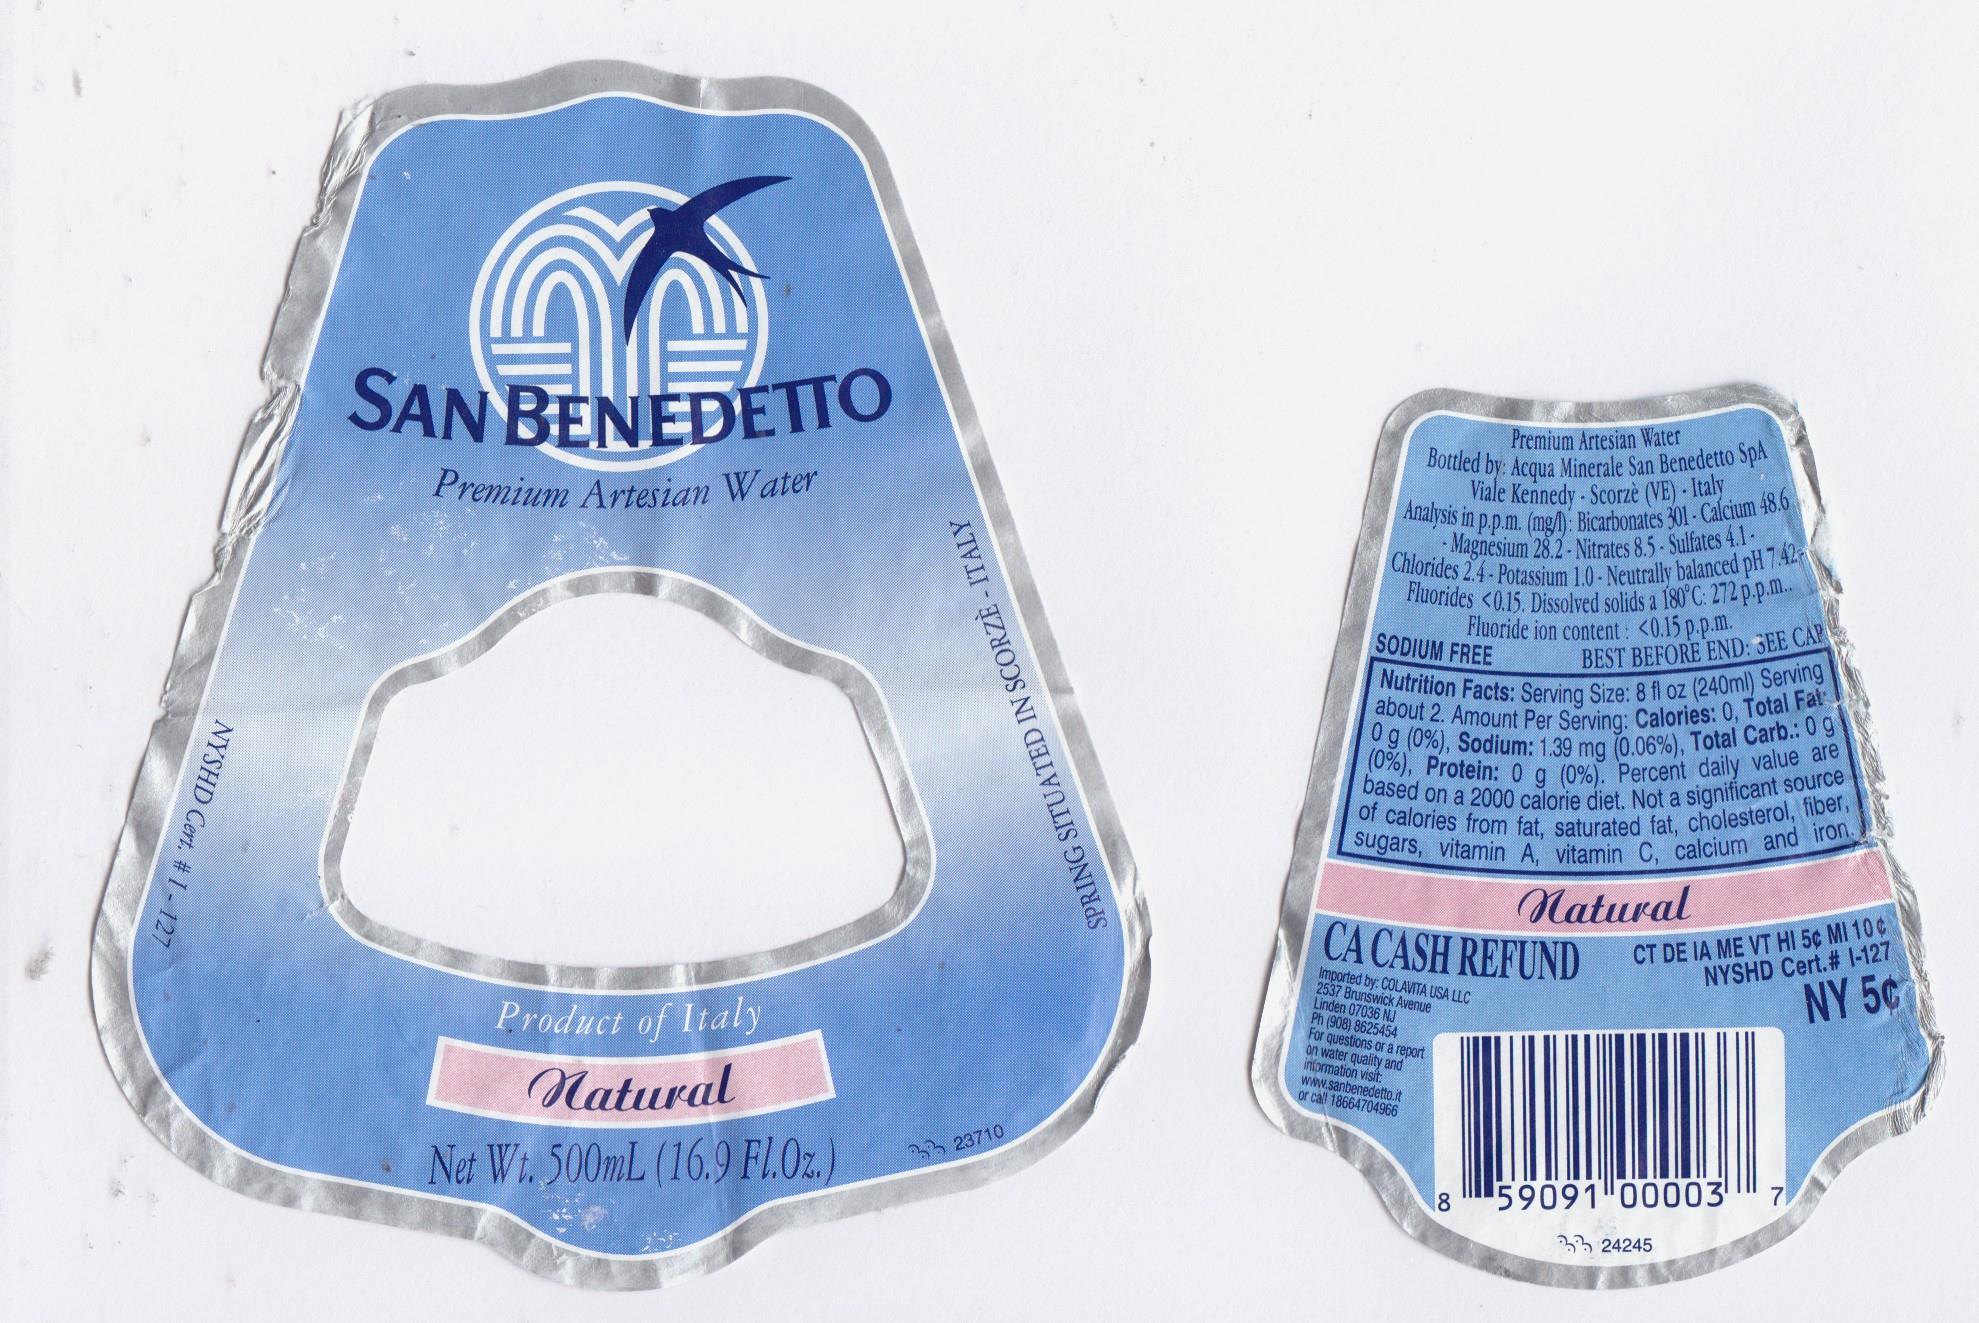 SAN BENEDETTO
Premium Artesian Water
SPRING SITUATED IN SCORZÈ - ITALY
NYSHD Cert. # I - 127
Product of Italy
Natural
Net Wt. 500mL (16.9 Fl.Oz.)
23710
Premium Artesian Water
Bottled by: Acqua Minerale San Benedetto SpA
Viale Kennedy - Scorzè (VE) - Italy
Analysis in p.p.m. (mg/l): Bicarbonates 301 - Calcium 48.6
- Magnesium 28.2 - Nitrates 8.5 - Sulfates 4.1 -
Chlorides 2.4 - Potassium 1.0 - Neutrally balanced pH 7.42
Fluorides <0.15. Dissolved solids a 180°C: 272 p.p.m..
Fluoride ion content : <0.15 p.p.m.
SODIUM FREE BEST BEFORE END: SEE CAP
Nutrition Facts: Serving Size: 8 fl oz (240ml) Serving
about 2. Amount Per Serving: Calories: 0, Total Fat:
0 g (0%), Sodium: 1.39 mg (0.06%), Total Carb.: 0 g
(0%), Protein: 0 g (0%). Percent daily value are
based on a 2000 calorie diet. Not a significant source
of calories from fat, saturated fat, cholesterol, fiber,
sugars, vitamin A, vitamin C, calcium and iron.
Natural
CA CASH REFUND
CT DE IA ME VT HI 5¢ MI 10¢
NYSHD Cert.# I-127
NY 5¢
Imported by: COLAVITA USA LLC
2537 Brunswick Avenue
Linden 07036 NJ
Ph (908) 8625454
For questions or a report
on water quality and
information visit:
www.sanbenedetto.it
or call 18664704966
8 59091 00003 7
24245